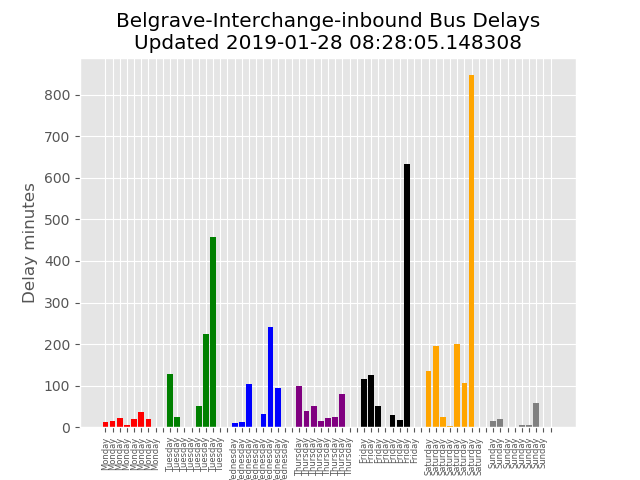 Belgrave-Interchange-inbound Bus Delays
Updated 2019-01-28 08:28:05.148308
Delay minutes
800
700
600
500
400
300
200
100
0
Monday
Monday
Monday
Monday
Monday
Monday
Monday
Monday
Tuesday
Tuesday
Tuesday
Tuesday
Tuesday
Tuesday
Tuesday
Tuesday
Wednesday
Wednesday
Wednesday
Wednesday
Wednesday
Wednesday
Wednesday
Wednesday
Thursday
Thursday
Thursday
Thursday
Thursday
Thursday
Thursday
Thursday
Friday
Friday
Friday
Friday
Friday
Friday
Friday
Friday
Saturday
Saturday
Saturday
Saturday
Saturday
Saturday
Saturday
Saturday
Sunday
Sunday
Sunday
Sunday
Sunday
Sunday
Sunday
Sunday